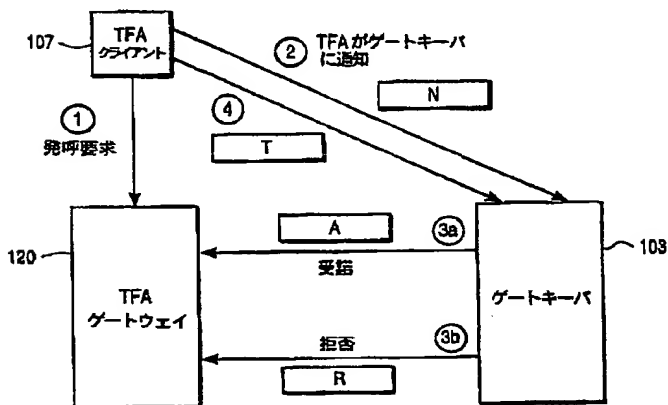 107
TFA
クライアント
②
TFAがゲートキーパ
に通知
N
①
発呼要求
④
T
A
3a
受諾
120
TFA
ゲートウェイ
103
ゲートキーパ
拒否
3b
R